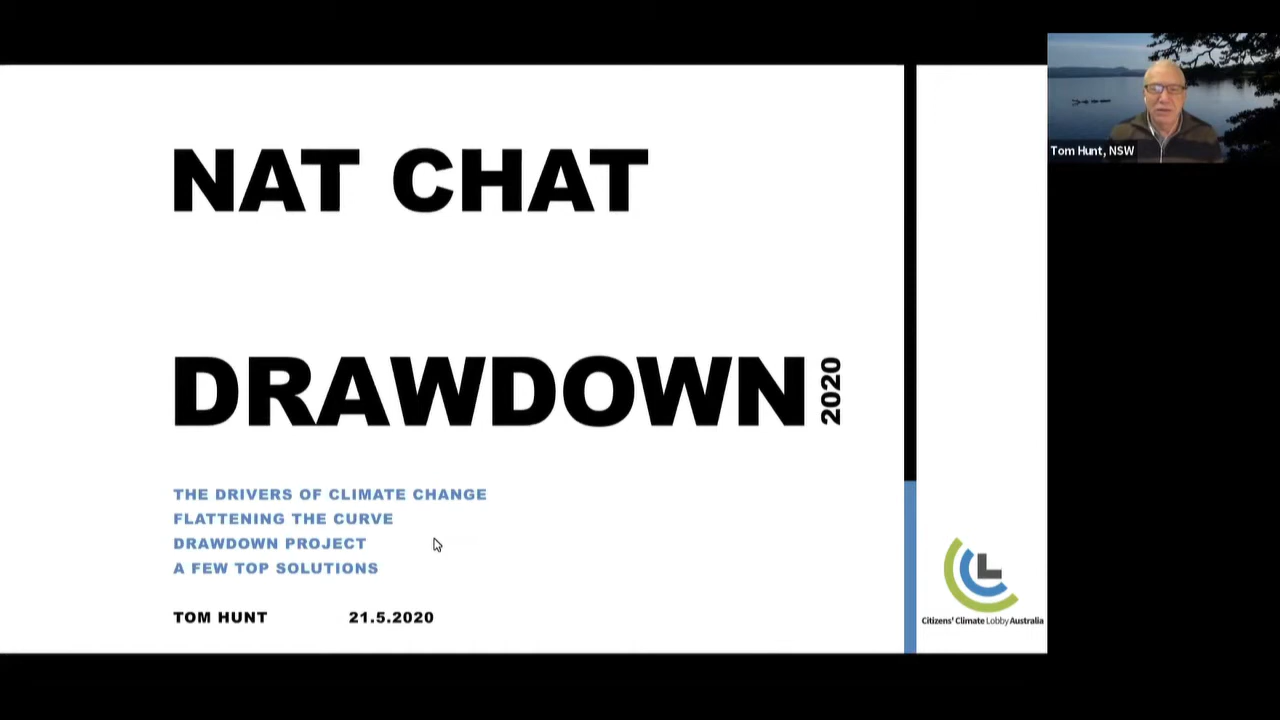 NAT CHAT
DRAWDOWN 2020
THE DRIVERS OF CLIMATE CHANGE
FLATTENING THE CURVE
DRAWDOWN PROJECT
A FEW TOP SOLUTIONS
TOM HUNT 21.5.2020
CCL
Citizens' Climate Lobby Australia
Tom Hunt, NSW